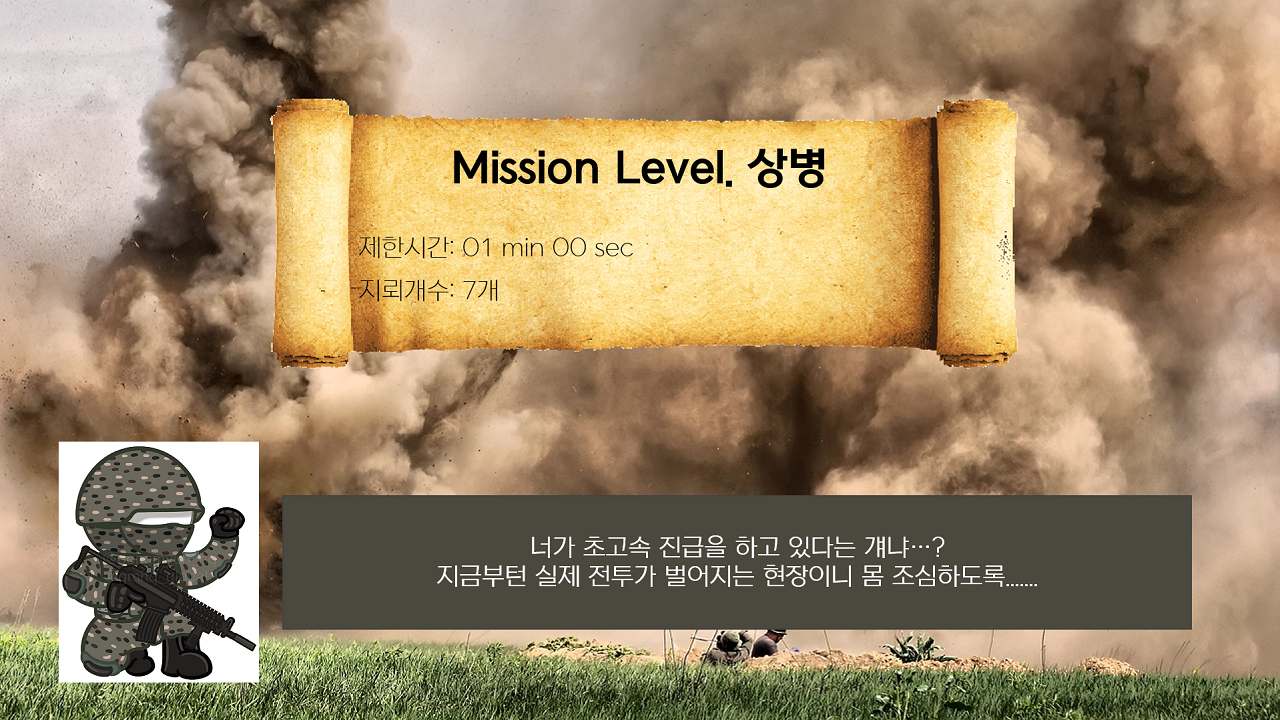 Mission Level. 상병
제한시간: 01 min 00 sec
지뢰개수: 7개
너가 초고속 진급을 하고 있다는 걔냐…?
지금부턴 실제 전투가 벌어지는 현장이니 몸 조심하도록.......